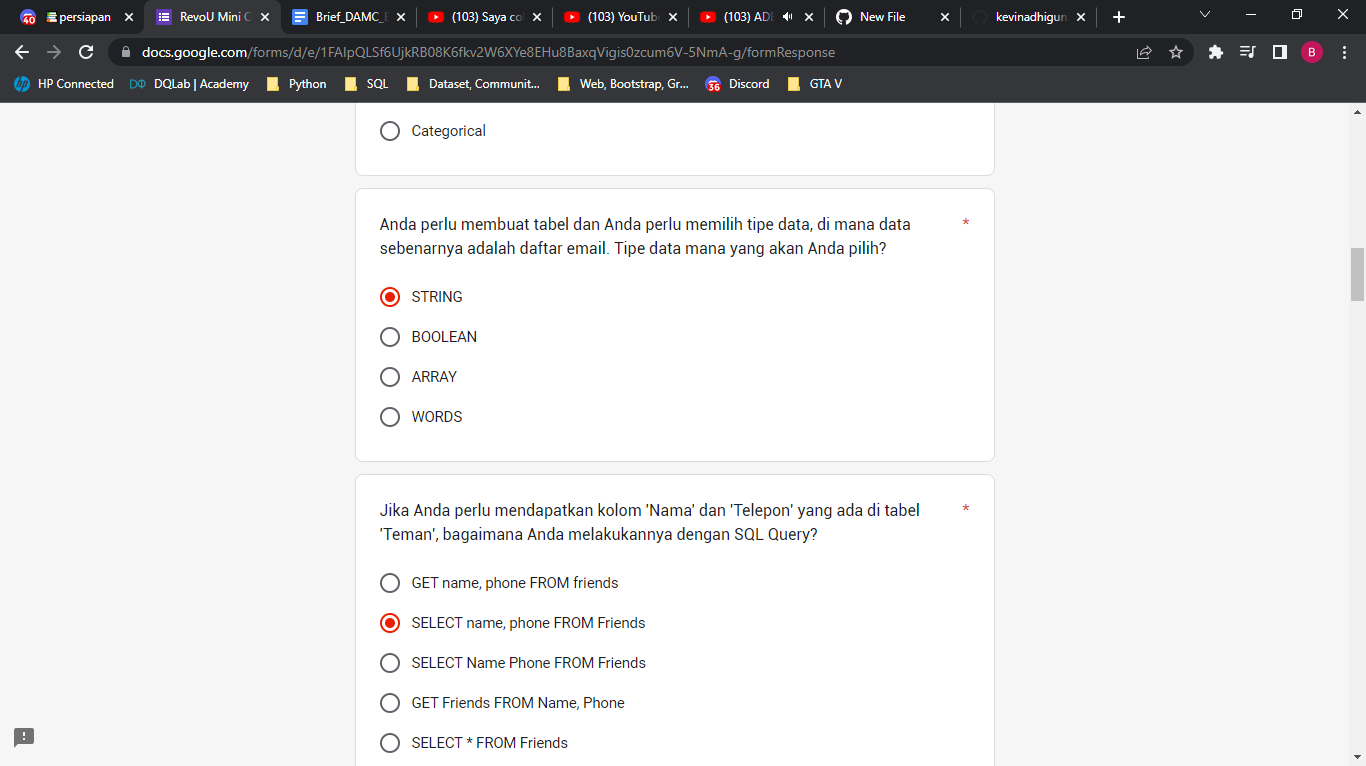 persiapan
RevoU Mini C
Brief_DAMC_
(103) Saya co
(103) YouTub
(103) ADE
New File
kevinadhigun
docs.google.com/forms/d/e/1FAIpQLSf6UjkRB08K6fkv2W6XYe8EHu8BaxqVigis0zcum6V-5NmA-g/formResponse
B
HP Connected
DQLab | Academy
Python
SQL
Dataset, Communit...
Web, Bootstrap, Gr...
36
Discord
GTA V
Categorical
Anda perlu membuat tabel dan Anda perlu memilih tipe data, di mana data *
sebenarnya adalah daftar email. Tipe data mana yang akan Anda pilih?
STRING
BOOLEAN
ARRAY
WORDS
Jika Anda perlu mendapatkan kolom 'Nama' dan 'Telepon' yang ada di tabel *
'Teman', bagaimana Anda melakukannya dengan SQL Query?
GET name, phone FROM friends
SELECT name, phone FROM Friends
SELECT Name Phone FROM Friends
GET Friends FROM Name, Phone
SELECT * FROM Friends